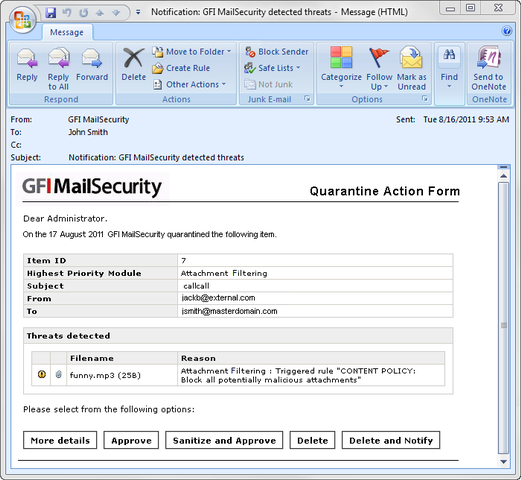 Notification: GFI MailSecurity detected threats - Message (HTML)
Message
Reply
Reply to All
Forward
Respond
Delete
Move to Folder
Create Rule
Other Actions
Actions
Block Sender
Safe Lists
Not Junk
Junk E-mail
Categorize
Follow Up
Mark as Unread
Options
Find
Send to OneNote
OneNote
From: GFI MailSecurity Sent: Tue 8/16/2011 9:53 AM
To: John Smith
Cc:
Subject: Notification: GFI MailSecurity detected threats
GFI MailSecurity
Quarantine Action Form
Dear Administrator.
On the 17 August 2011 GFI MailSecurity quarantined the following item.
Item ID 7
Highest Priority Module Attachment Filtering
Subject callcall
From jackb@external.com
To jsmith@masterdomain.com
Threats detected
Filename Reason
funny.mp3 (25B) Attachment Filtering : Triggered rule "CONTENT POLICY:
Block all potentially malicious attachments"
Please select from the following options:
More details Approve Sanitize and Approve Delete Delete and Notify